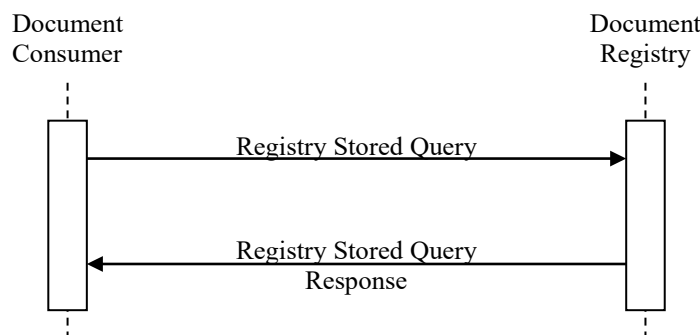 Document
Consumer
Document
Registry
Registry Stored Query
Registry Stored Query
Response